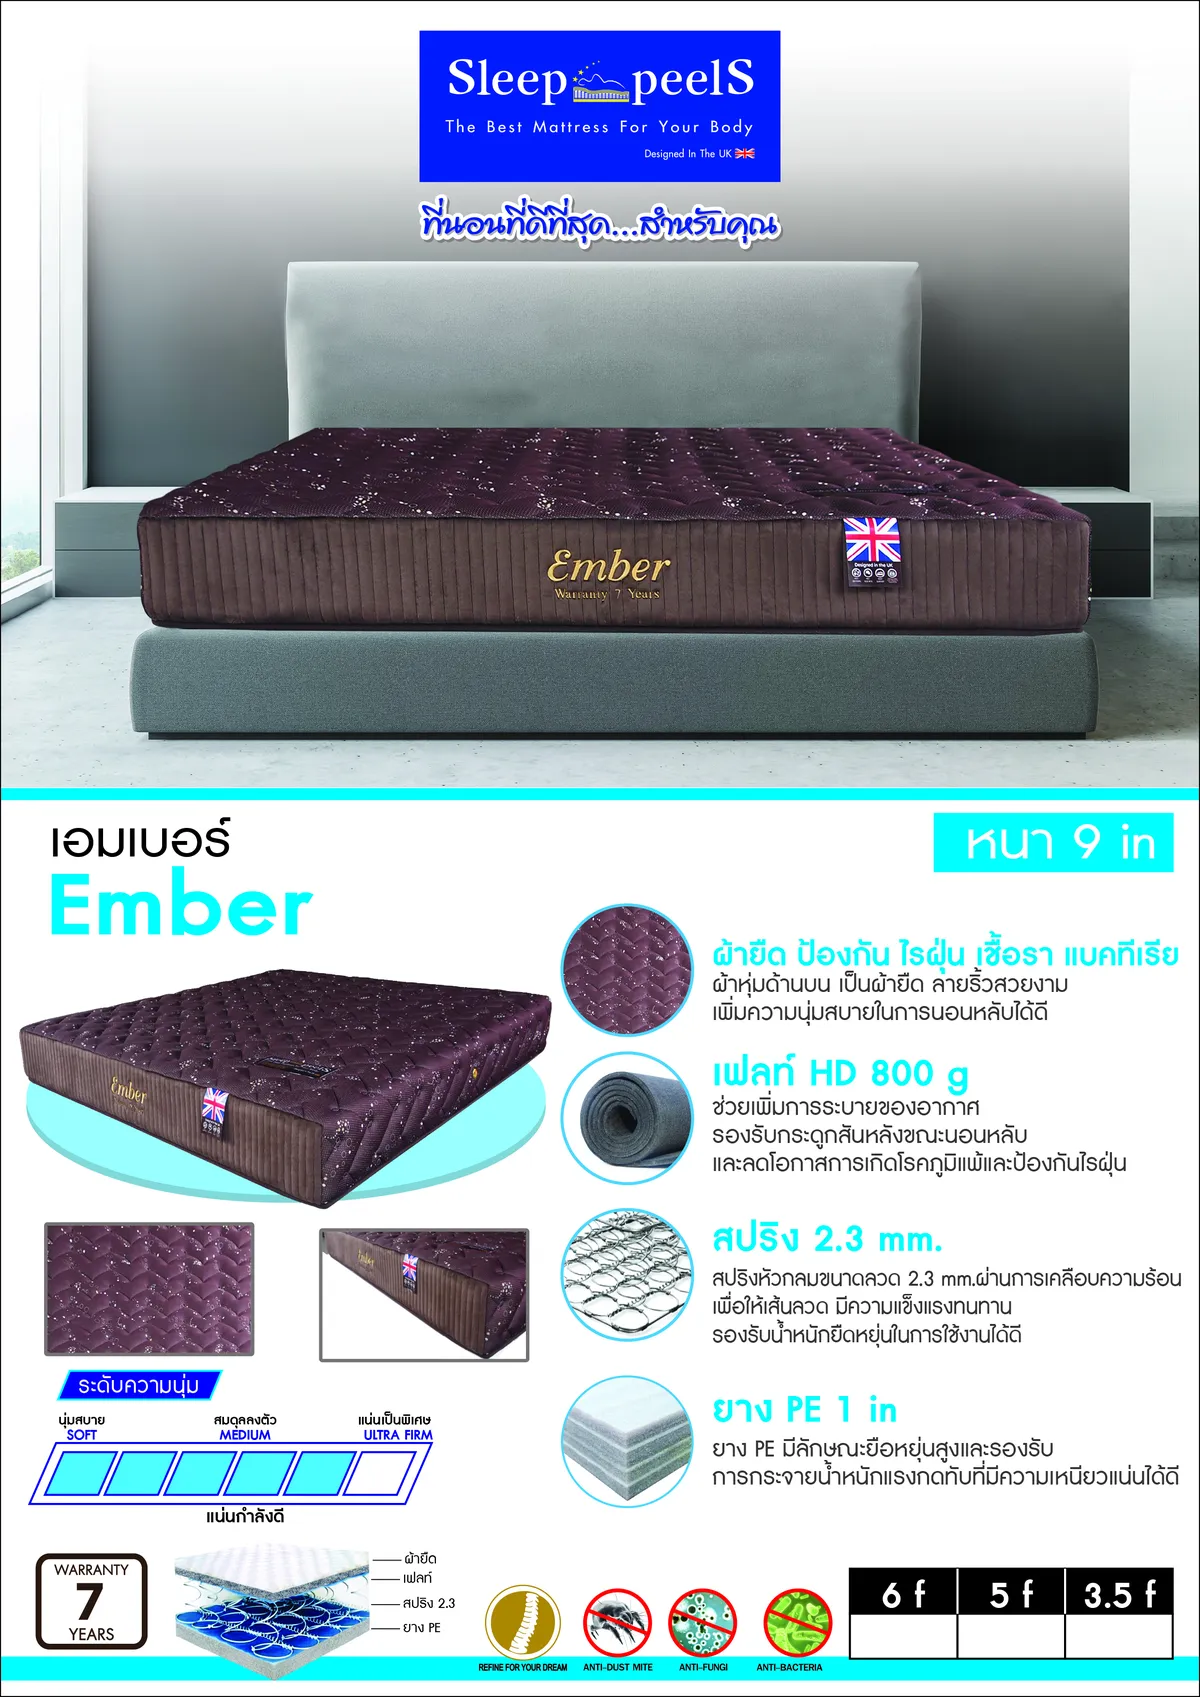 Sleep peelS
The Best Mattress For Your Body
Designed In The UK
ที่นอนที่ดีที่สุด...สำหรับคุณ
Ember
Warranty 7 Years
Designed in the UK
เอมเบอร์
Ember
หนา 9 in
ผ้ายืด ป้องกัน ไรฝุ่น เชื้อรา แบคทีเรีย
ผ้าหุ่มด้านบน เป็นผ้ายืด ลายริ้วสวยงาม
เพิ่มความนุ่มสบายในการนอนหลับได้ดี
เฟลท์ HD 800 g
ช่วยเพิ่มการระบายของอากาศ
รองรับกระดูกสันหลังขณะนอนหลับ
และลดโอกาสการเกิดโรคภูมิแพ้และป้องกันไรฝุ่น
สปริง 2.3 mm.
สปริงหัวกลมขนาดลวด 2.3 mm.ผ่านการเคลือบความร้อน
เพื่อให้เส้นลวด มีความแข็งแรงทนทาน
รองรับน้ำหนักยืดหยุ่นในการใช้งานได้ดี
ยาง PE 1 in
ยาง PE มีลักษณะยืดหยุ่นสูงและรองรับ
การกระจายน้ำหนักแรงกดทับที่มีความเหนียวแน่นได้ดี
Ember
Ember
ระดับความนุ่ม
นุ่มสบาย สมดุลลงตัว แน่นเป็นพิเศษ
SOFT MEDIUM ULTRA FIRM
แน่นกำลังดี
WARRANTY
7
YEARS
ผ้ายืด
เฟลท์
สปริง 2.3
ยาง PE
REFINE FOR YOUR DREAM
ANTI-DUST MITE
ANTI-FUNGI
ANTI-BACTERIA
6 f 5 f 3.5 f